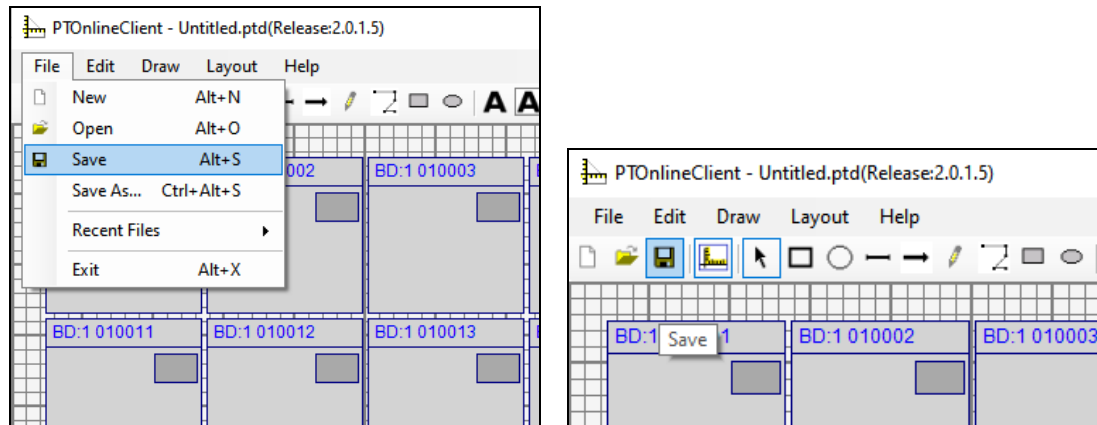 PTOnlineClient - Untitled.ptd(Release:2.0.1.5)
File Edit Draw Layout Help
New Alt+N
Open Alt+O
Save Alt+S
Save As... Ctrl+Alt+S
Recent Files
Exit Alt+X
A A
002 BD:1 010003
BD:1 010011 BD:1 010012 BD:1 010013
PTOnlineClient - Untitled.ptd(Release:2.0.1.5)
File Edit Draw Layout Help
BD:1 1 BD:1 010002 BD:1 010003
Save